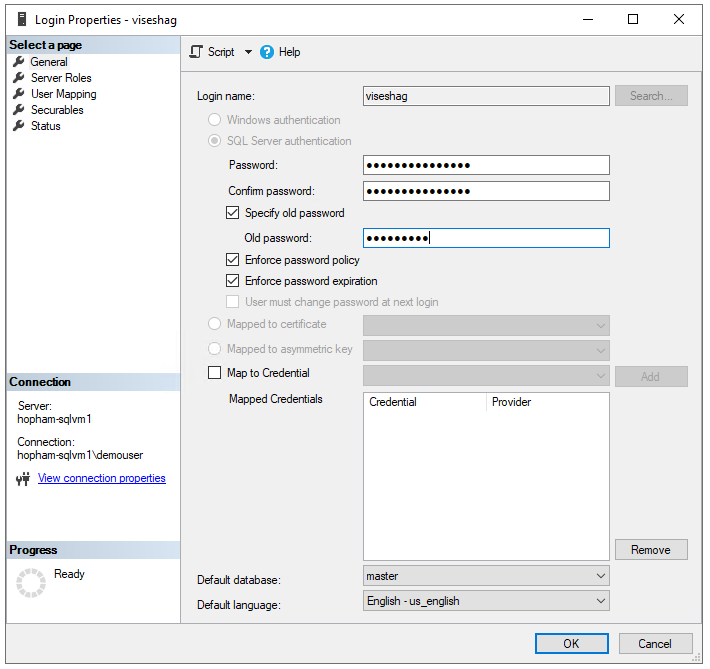 Login Properties - viseshag
Select a page
General
Server Roles
User Mapping
Securables
Status
Script
Help
Login name:
viseshag
Search...
Windows authentication
SQL Server authentication
Password:
●●●●●●●●●●●●●●●
Confirm password:
●●●●●●●●●●●●●●●
Specify old password
Old password:
●●●●●●●●●
Enforce password policy
Enforce password expiration
User must change password at next login
Mapped to certificate
Mapped to asymmetric key
Map to Credential
Add
Mapped Credentials
Credential Provider
Remove
Default database:
master
Default language:
English - us_english
Connection
Server:
hopham-sqlvm1
Connection:
hopham-sqlvm1\demouser
View connection properties
Progress
Ready
OK
Cancel